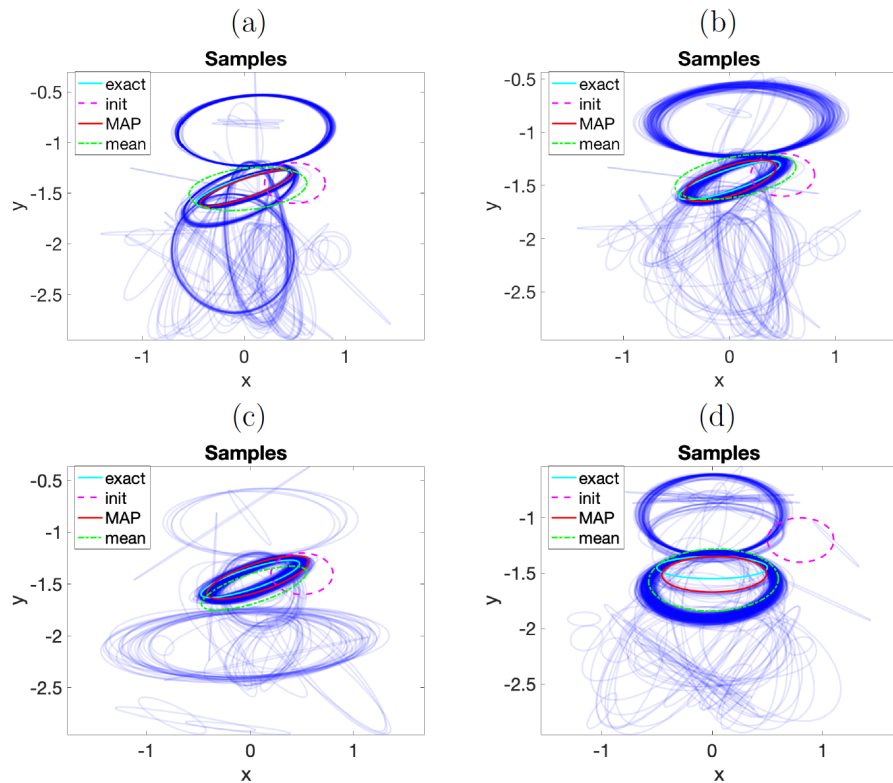 (a)
Samples
exact
init
MAP
mean
-0.5
-1
-1.5
-2
-2.5
y
-1
0
1
x
(b)
Samples
exact
init
MAP
mean
-0.5
-1
-1.5
-2
-2.5
y
-1
0
1
x
(c)
Samples
exact
init
MAP
mean
-0.5
-1
-1.5
-2
-2.5
y
-1
0
1
x
(d)
Samples
exact
init
MAP
mean
-1
-1.5
-2
-2.5
y
-1
0
1
x